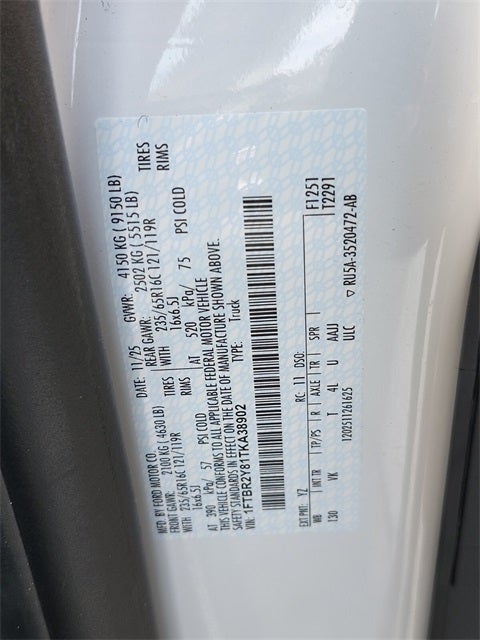 MFD. BY FORD MOTOR CO.
DATE: 11/25 GVWR: 4150 KG ( 9150 LB)
FRONT GAWR: 2100 KG ( 4630 LB) REAR GAWR: 2502 KG ( 5515 LB)
WITH 235/65R16C 121/119R TIRES WITH 235/65R16C 121/119R TIRES
16x6.5J RIMS 16x6.5J RIMS
AT 390 kPa/ 57 PSI COLD AT 520 kPa/ 75 PSI COLD
THIS VEHICLE CONFORMS TO ALL APPLICABLE FEDERAL MOTOR VEHICLE
SAFETY STANDARDS IN EFFECT ON THE DATE OF MANUFACTURE SHOWN ABOVE.
VIN: 1FTBR2Y81TKA38902 TYPE: Truck
EXT PNT: YZ RC: 11 DSO: F1251
WB INT TR TP/PS R AXLE TR SPR T2291
130 VK T 4L U AAJJ
1202511261625 ULC
▽ RU5A-3520472-AB